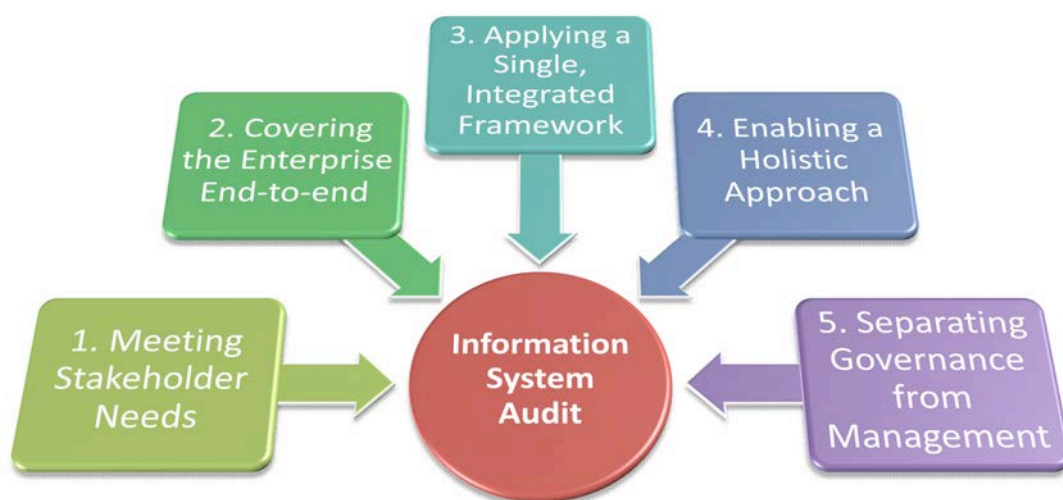 1. Meeting
Stakeholder
Needs
2. Covering
the Enterprise
End-to-end
3. Applying a
Single,
Integrated
Framework
4. Enabling a
Holistic
Approach
5. Separating
Governance
from
Management
Information
System
Audit